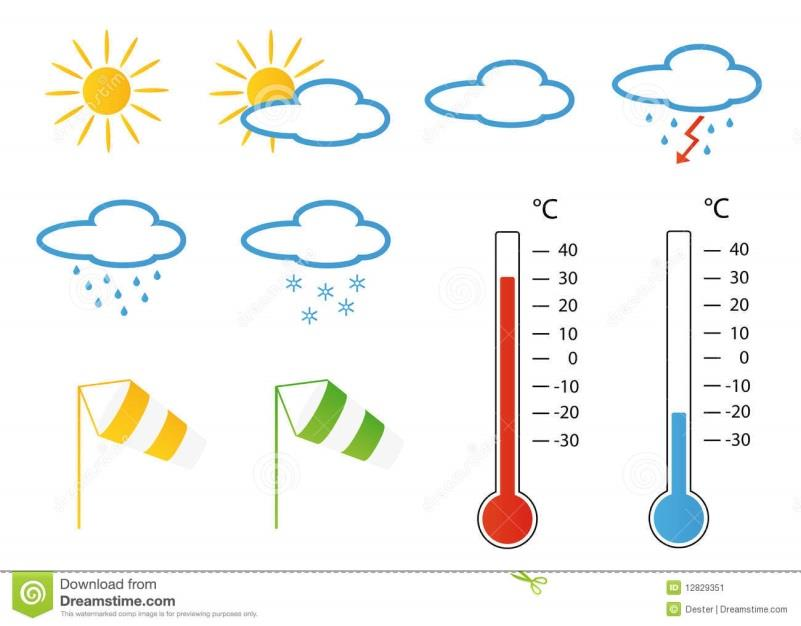 °C
40
30
20
10
0
-10
-20
-30
°C
40
30
20
10
0
-10
-20
-30
Download from
Dreamstime.com
This watermarked comp image is for previewing purposes only.
ID 12829351
© Dester | Dreamstime.com